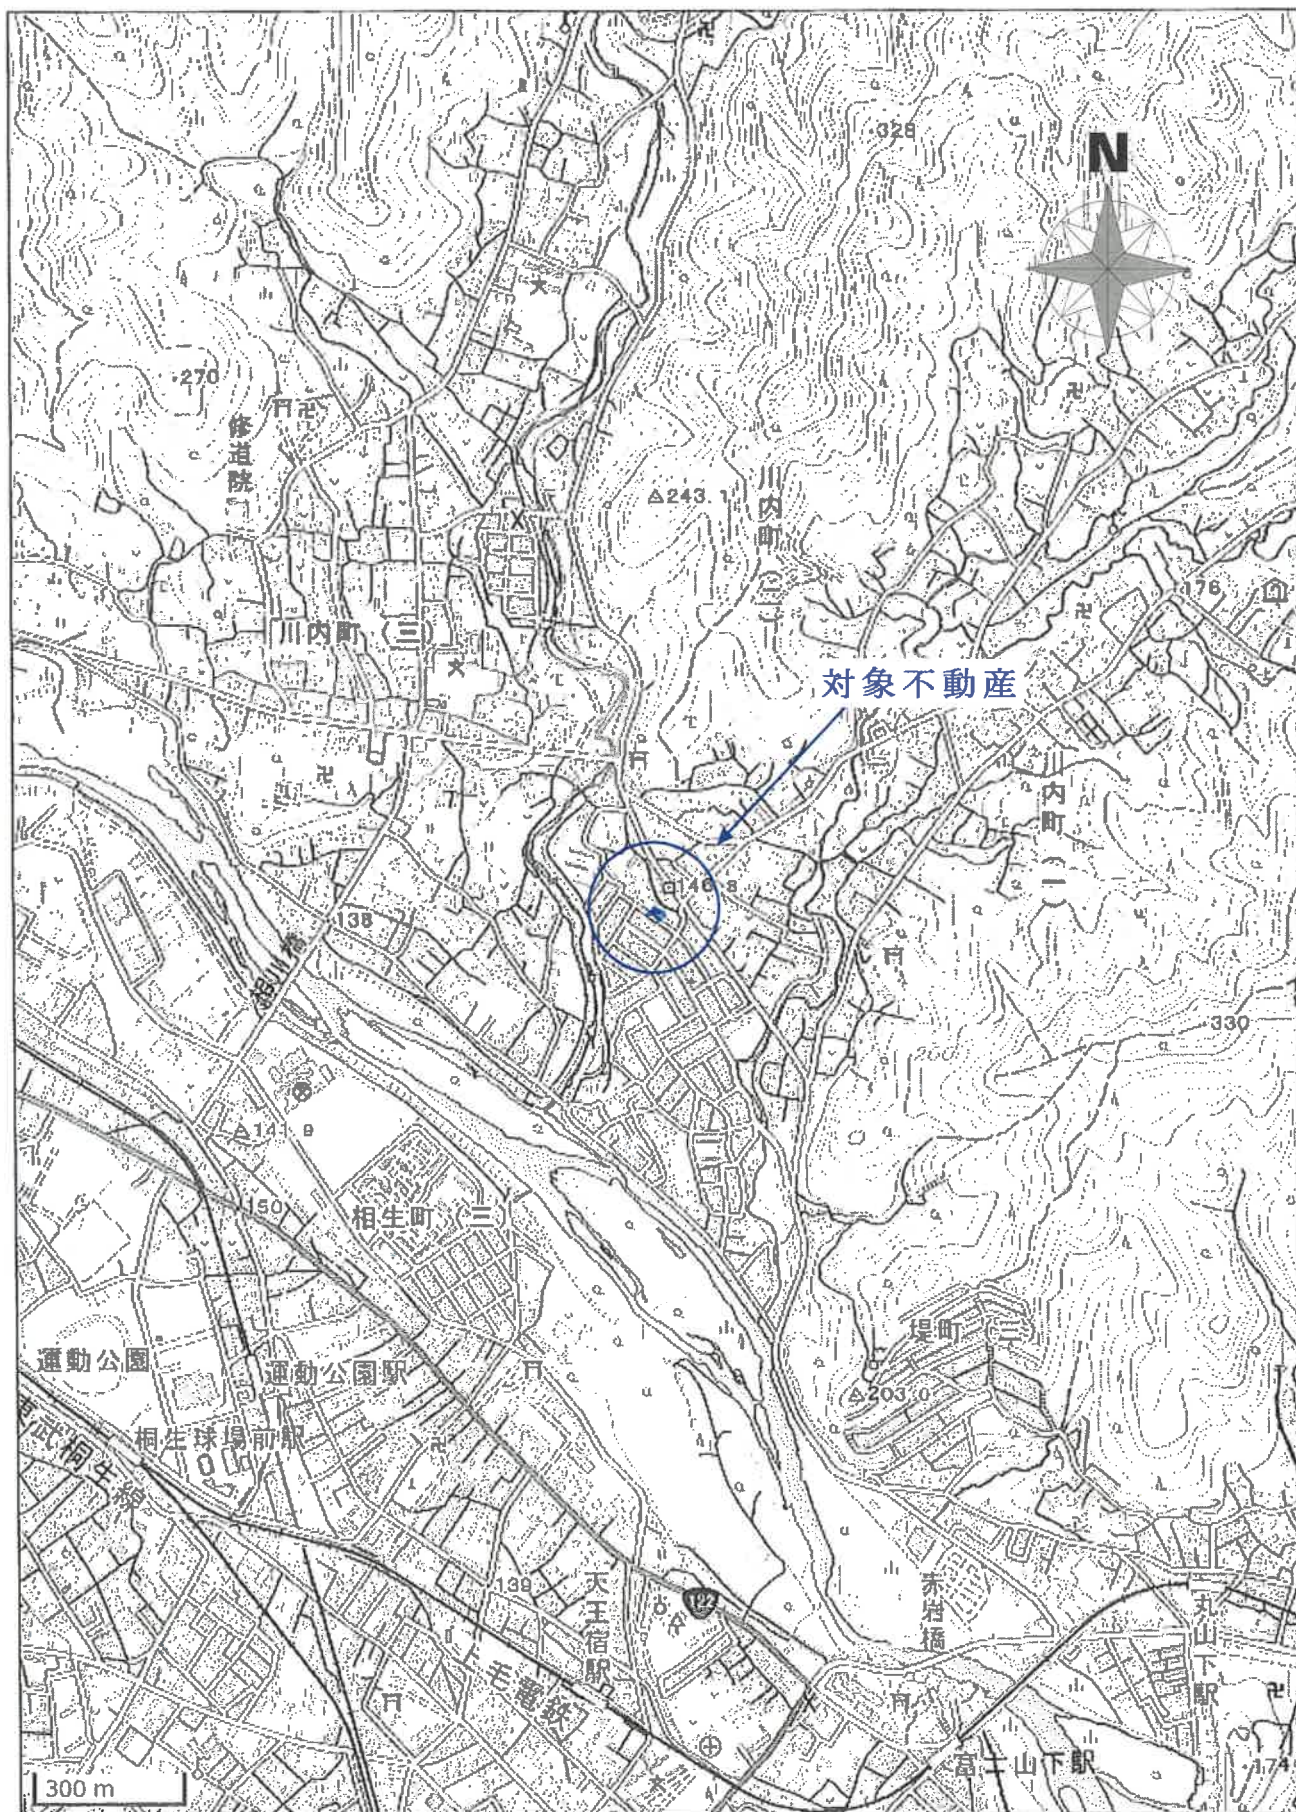 328
N
270
修道院
243.1
川内町（二）
176
川内町（三）
対象不動産
川内町（一）
146.8
138
330
200
141.9
150
相生町（三）
二
堤町（三）
運動公園
運動公園駅
203.0
桐生球場前駅
東武桐生線
139
天王宿駅
122
赤岩橋
丸山下駅
上毛電鉄
富士山下駅
174
300 m